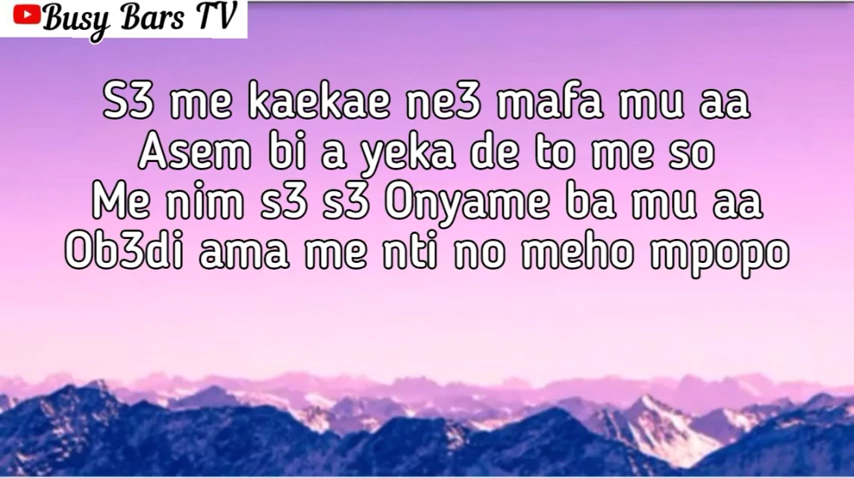 Busy Bars TV
S3 me kaekae ne3 mafa mu aa
Asem bi a yeka de to me so
Me nim s3 s3 Onyame ba mu aa
Ob3di ama me nti no meho mpopo